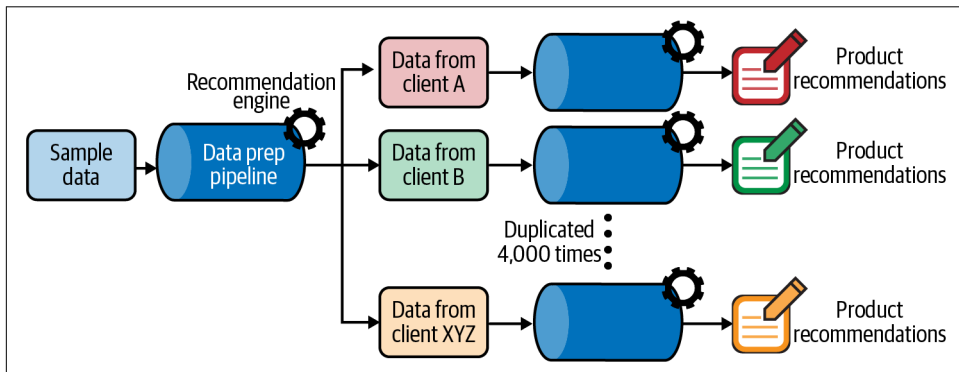 Recommendation
engine
Sample
data
Data prep
pipeline
Data from
client A
Product
recommendations
Data from
client B
Product
recommendations
Duplicated
4,000 times
Data from
client XYZ
Product
recommendations